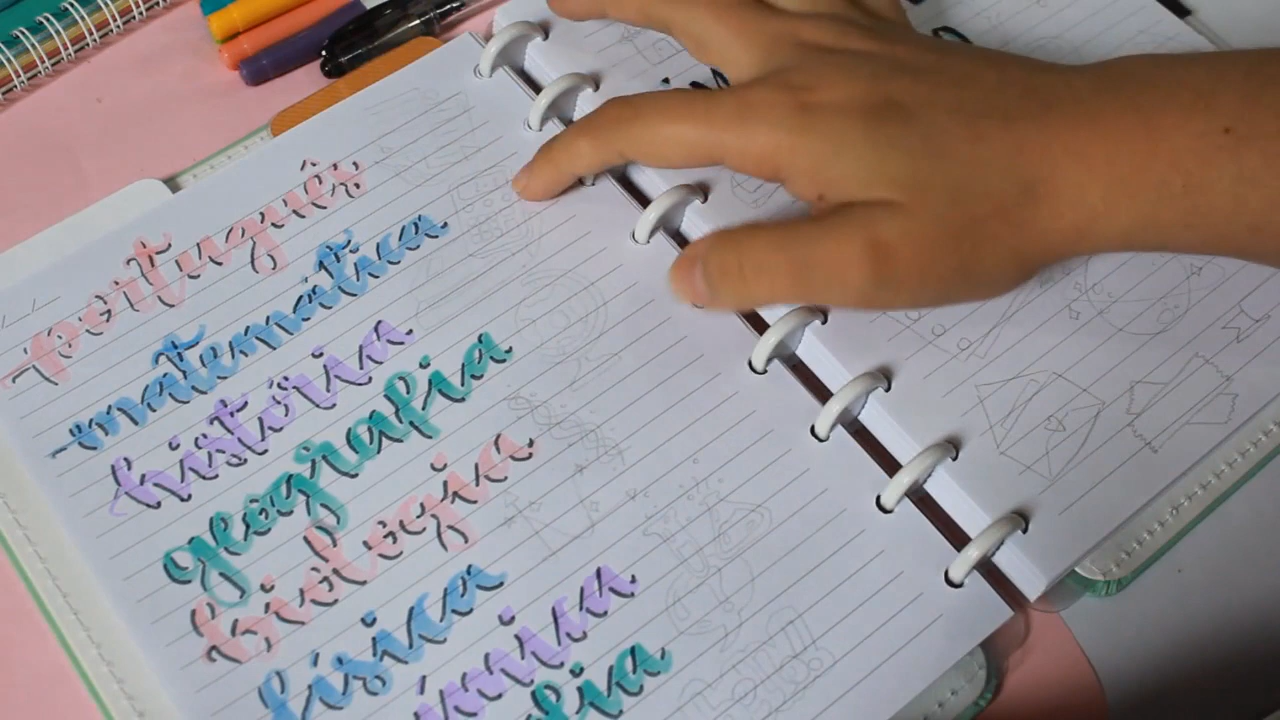 português
matemática
história
geografia
biologia
física